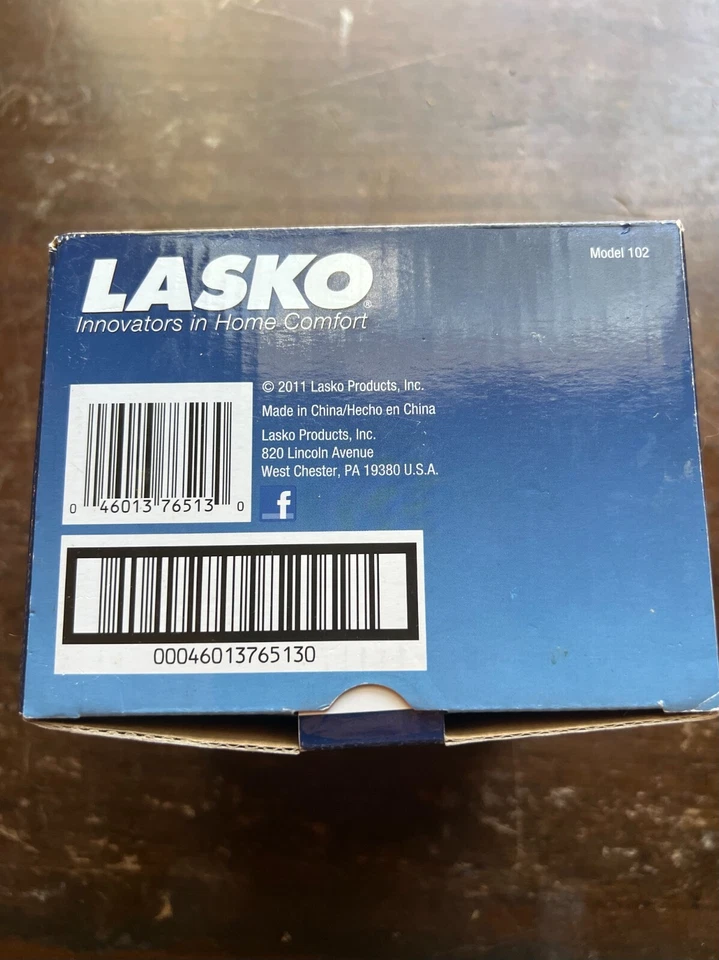 LASKO®
Model 102
Innovators in Home Comfort
© 2011 Lasko Products, Inc.
Made in China/Hecho en China
Lasko Products, Inc.
820 Lincoln Avenue
West Chester, PA 19380 U.S.A.
f
0 46013 76513 0
00046013765130